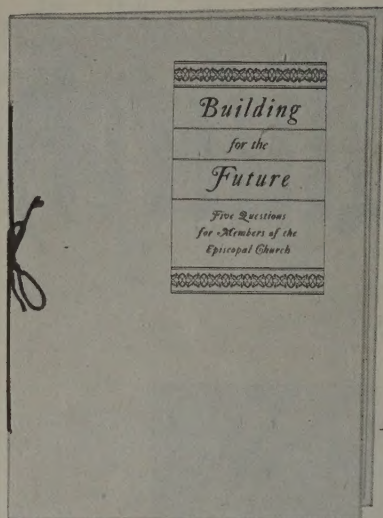 Building
for the
Future
Five Questions
for Members of the
Episcopal Church